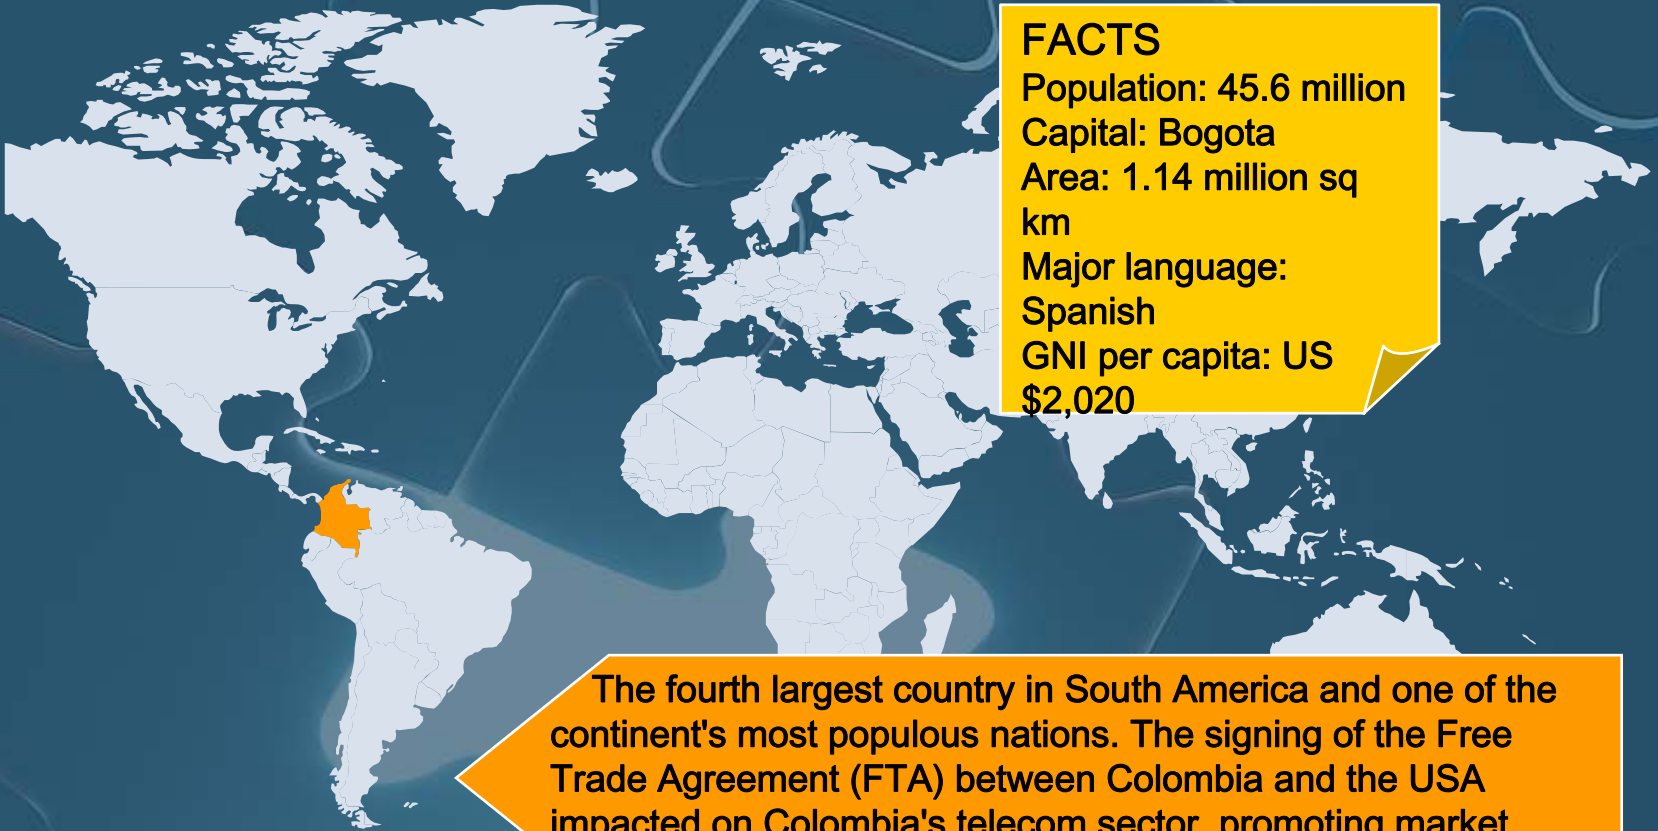 FACTS
Population: 45.6 million
Capital: Bogota
Area: 1.14 million sq
km
Major language:
Spanish
GNI per capita: US
$2,020
The fourth largest country in South America and one of the
continent's most populous nations. The signing of the Free
Trade Agreement (FTA) between Colombia and the USA
impacted on Colombia's telecom sector, promoting market